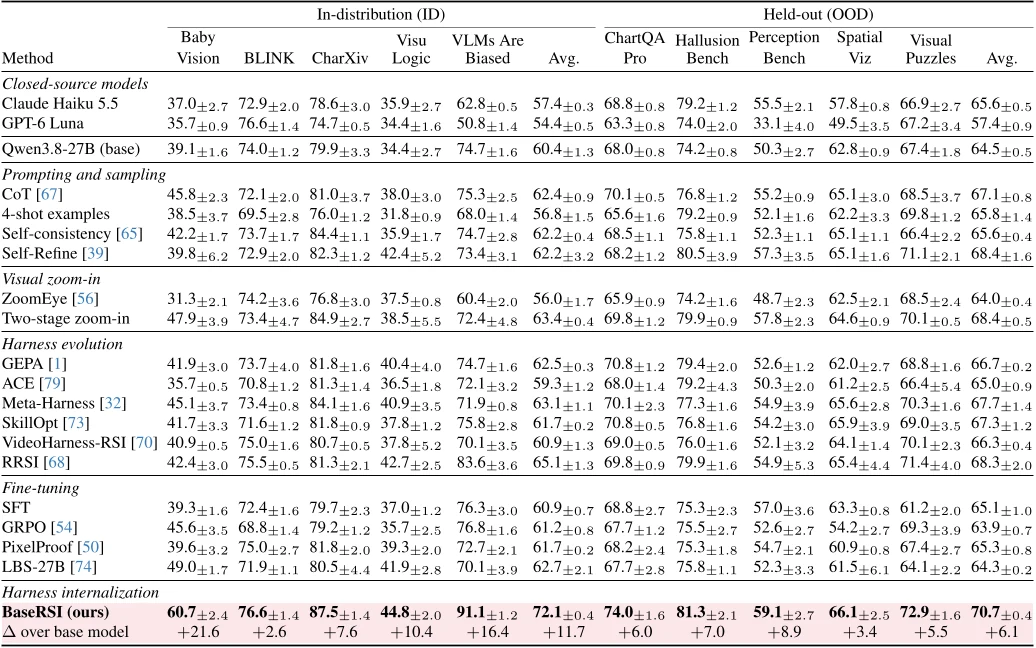 In-distribution (ID) Held-out (OOD)
Baby Visu VLMs Are ChartQA Hallusion Perception Spatial Visual
Method Vision BLINK CharXiv Logic Biased Avg. Pro Bench Bench Viz Puzzles Avg.
Closed-source models
Claude Haiku 5.5 37.0±2.7 72.9±2.0 78.6±3.0 35.9±2.7 62.8±0.5 57.4±0.3 68.8±0.8 79.2±1.2 55.5±2.1 57.8±0.8 66.9±2.7 65.6±0.5
GPT-6 Luna 35.7±0.9 76.6±1.4 74.7±0.5 34.4±1.6 50.8±1.4 54.4±0.5 63.3±0.8 74.0±2.0 33.1±4.0 49.5±3.5 67.2±3.4 57.4±0.9
Qwen3.8-27B (base) 39.1±1.6 74.0±1.2 79.9±3.3 34.4±2.7 74.7±1.6 60.4±1.3 68.0±0.8 74.2±0.8 50.3±2.7 62.8±0.9 67.4±1.8 64.5±0.5
Prompting and sampling
CoT [67] 45.8±2.3 72.1±2.0 81.0±3.7 38.0±3.0 75.3±2.5 62.4±0.9 70.1±0.5 76.8±1.2 55.2±0.9 65.1±3.0 68.5±3.7 67.1±0.8
4-shot examples 38.5±3.7 69.5±2.8 76.0±1.2 31.8±0.9 68.0±1.4 56.8±1.5 65.6±1.6 79.2±0.9 52.1±1.6 62.2±3.3 69.8±1.2 65.8±1.4
Self-consistency [65] 42.2±1.7 73.7±1.7 84.4±1.1 35.9±1.7 74.7±2.8 62.2±0.4 68.5±1.1 75.8±1.1 52.3±1.1 65.1±1.1 66.4±2.2 65.6±0.4
Self-Refine [39] 39.8±6.2 72.9±2.0 82.3±1.2 42.4±5.2 73.4±3.1 62.2±3.2 68.2±1.2 80.5±3.9 57.3±3.5 65.1±1.6 71.1±2.1 68.4±1.6
Visual zoom-in
ZoomEye [56] 31.3±2.1 74.2±3.6 76.8±3.0 37.5±0.8 60.4±2.0 56.0±1.7 65.9±0.9 74.2±1.6 48.7±2.3 62.5±2.1 68.5±2.4 64.0±0.4
Two-stage zoom-in 47.9±3.9 73.4±4.7 84.9±2.7 38.5±5.5 72.4±4.8 63.4±0.4 69.8±1.2 79.9±0.9 57.8±2.3 64.6±0.9 70.1±0.5 68.4±0.5
Harness evolution
GEPA [1] 41.9±3.0 73.7±4.0 81.8±1.6 40.4±4.0 74.7±1.6 62.5±0.3 70.8±1.2 79.4±2.0 52.6±1.2 62.0±2.7 68.8±1.6 66.7±0.2
ACE [79] 35.7±0.5 70.8±1.2 81.3±1.4 36.5±1.8 72.1±3.2 59.3±1.2 68.0±1.4 79.2±4.3 50.3±2.0 61.2±2.5 66.4±5.4 65.0±0.9
Meta-Harness [32] 45.1±3.7 73.4±0.8 84.1±1.6 40.9±3.5 71.9±0.8 63.1±1.1 70.1±2.3 77.3±1.6 54.9±3.9 65.6±2.8 70.3±1.6 67.7±1.4
SkillOpt [73] 41.7±3.3 71.6±1.2 81.8±0.9 37.8±1.2 75.8±2.8 61.7±0.2 70.8±0.5 76.8±1.6 54.2±3.0 65.9±3.9 69.0±3.5 67.3±1.2
VideoHarness-RSI [70] 40.9±0.5 75.0±1.6 80.7±0.5 37.8±5.2 70.1±3.5 60.9±1.3 69.0±0.5 76.0±1.6 52.1±3.2 64.1±1.4 70.1±2.3 66.3±0.4
RRSI [68] 42.4±3.0 75.5±0.5 81.3±2.1 42.7±2.5 83.6±3.6 65.1±1.3 69.8±0.9 79.9±1.6 54.9±5.3 65.4±4.4 71.4±4.0 68.3±2.0
Fine-tuning
SFT 39.3±1.6 72.4±1.6 79.7±2.3 37.0±1.2 76.3±3.0 60.9±0.7 68.8±2.7 75.3±2.3 57.0±3.6 63.3±0.8 61.2±2.0 65.1±1.0
GRPO [54] 45.6±3.5 68.8±1.4 79.2±1.2 35.7±2.5 76.8±1.6 61.2±0.8 67.7±1.2 75.5±2.7 52.6±2.7 54.2±2.7 69.3±3.9 63.9±0.7
PixelProof [50] 39.6±3.2 75.0±2.7 81.8±2.0 39.3±2.0 72.7±2.1 61.7±0.2 68.2±2.4 75.3±1.8 54.7±2.1 60.9±0.8 67.4±2.7 65.3±0.8
LBS-27B [74] 49.0±1.7 71.9±1.1 80.5±4.4 41.9±2.8 70.1±3.9 62.7±2.1 67.7±2.8 75.8±1.1 52.3±3.3 61.5±6.1 64.1±2.2 64.3±0.2
Harness internalization
BaseRSI (ours) 60.7±2.4 76.6±1.4 87.5±1.4 44.8±2.0 91.1±1.2 72.1±0.4 74.0±1.6 81.3±2.1 59.1±2.7 66.1±2.5 72.9±1.6 70.7±0.4
Δ over base model +21.6 +2.6 +7.6 +10.4 +16.4 +11.7 +6.0 +7.0 +8.9 +3.4 +5.5 +6.1